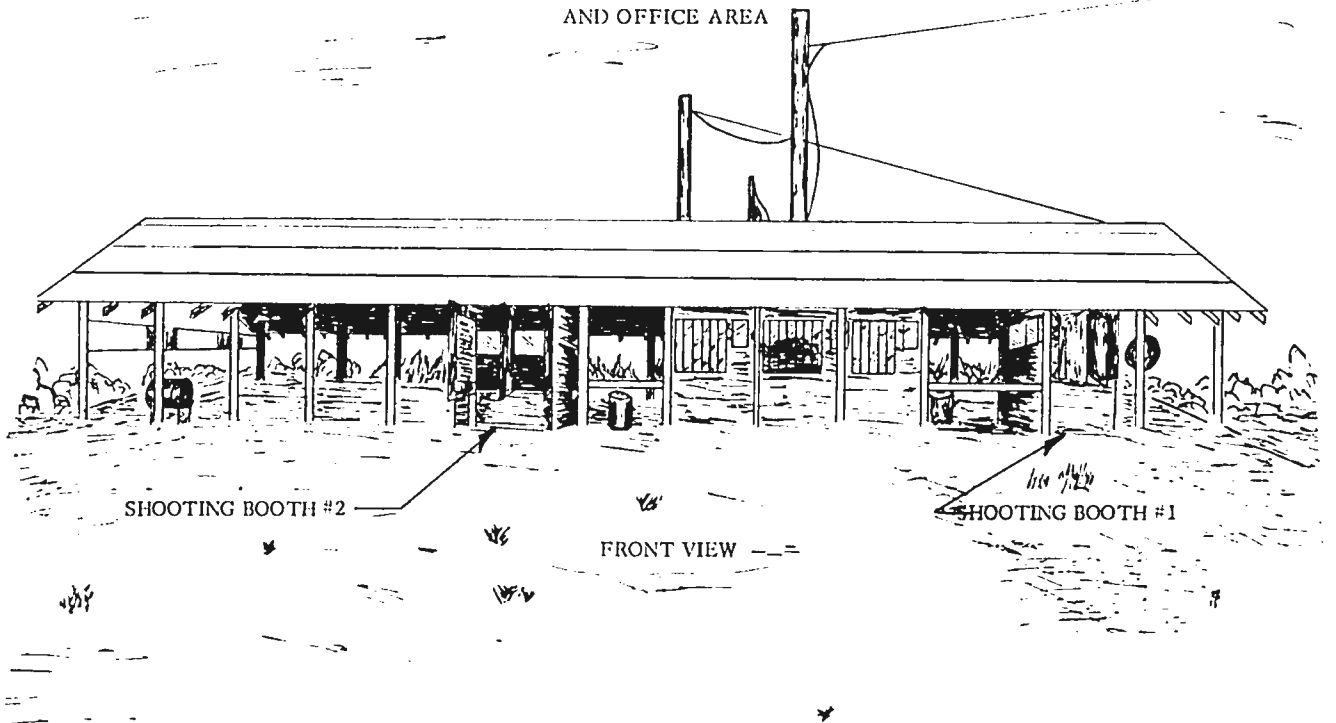 AND OFFICE AREA
SHOOTING BOOTH #2
SHOOTING BOOTH #1
FRONT VIEW